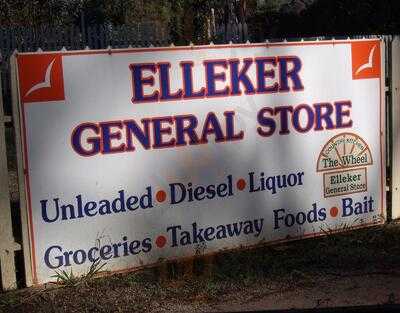 ELLEKER
GENERAL STORE
The Wheel
Elleker
General Store
Unleaded • Diesel • Liquor
Groceries • Takeaway Foods • Bait